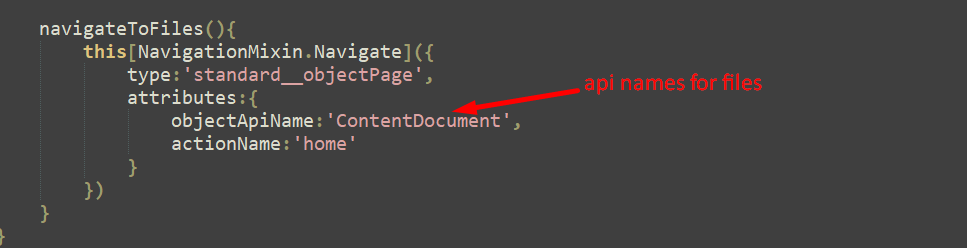 navigateToFiles(){
this[NavigationMixin.Navigate]({
type:'standard__objectPage',
attributes:{
api names for files
objectApiName:'ContentDocument',
actionName:'home'
}
})
}
}